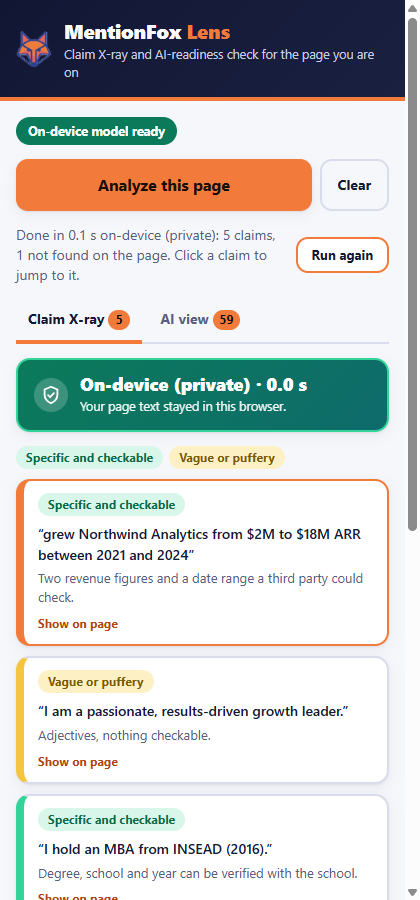 MentionFox Lens
Claim X-ray and AI-readiness check for the page you are
on
On-device model ready
Analyze this page
Clear
Done in 0.1 s on-device (private): 5 claims,
1 not found on the page. Click a claim to
jump to it.
Run again
Claim X-ray 5
AI view 59
On-device (private) · 0.0 s
Your page text stayed in this browser.
Specific and checkable
Vague or puffery
Specific and checkable
“grew Northwind Analytics from $2M to $18M ARR
between 2021 and 2024”
Two revenue figures and a date range a third party could
check.
Show on page
Vague or puffery
“I am a passionate, results-driven growth leader.”
Adjectives, nothing checkable.
Show on page
Specific and checkable
“I hold an MBA from INSEAD (2016).”
Degree, school and year can be verified with the school.
Show on page